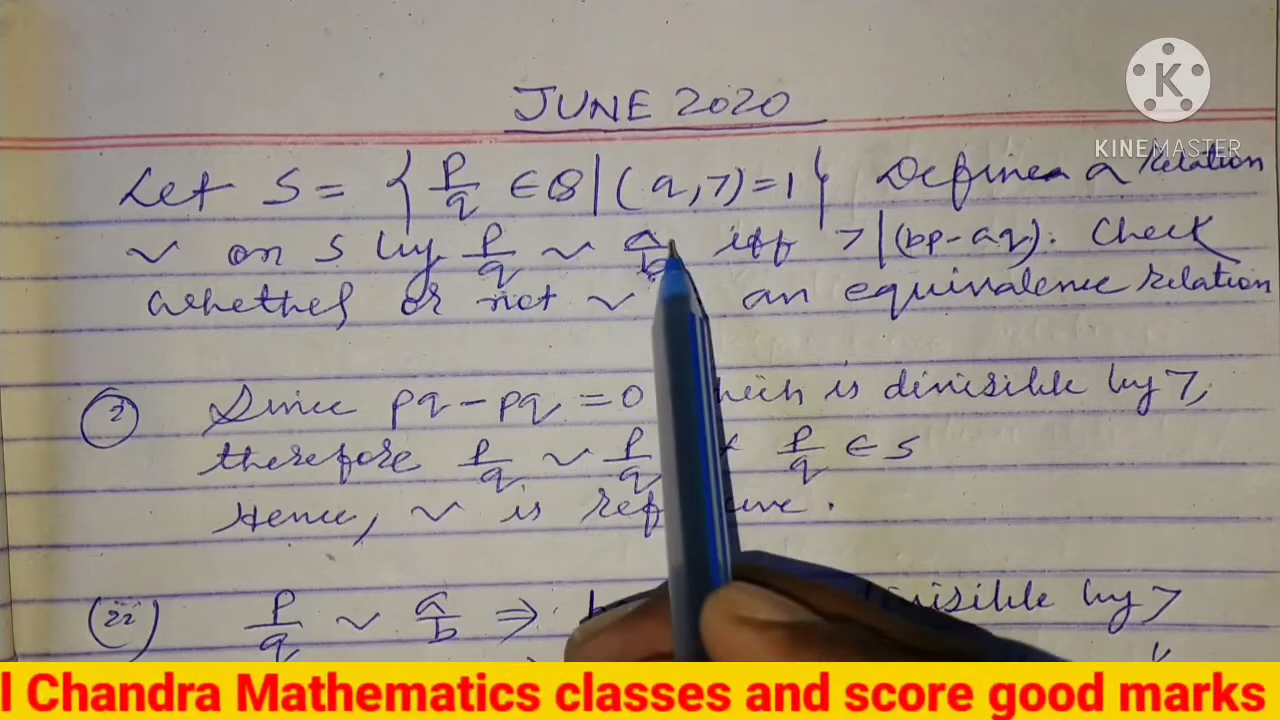 JUNE 2020
KINEMASTER
Let S = { p/q ∈ Q | (q, 7) = 1 } Define a relation
~ on S by p/q ~ a/b iff 7 | (bp - aq). Check
whether or not ~ an equivalence relation
(i) Since pq - pq = 0 which is divisible by 7,
therefore p/q ~ p/q p/q ∈ S
Hence, ~ is
(ii) p/q ~ a/b ⇒ divisible by 7
l Chandra Mathematics classes and score good marks